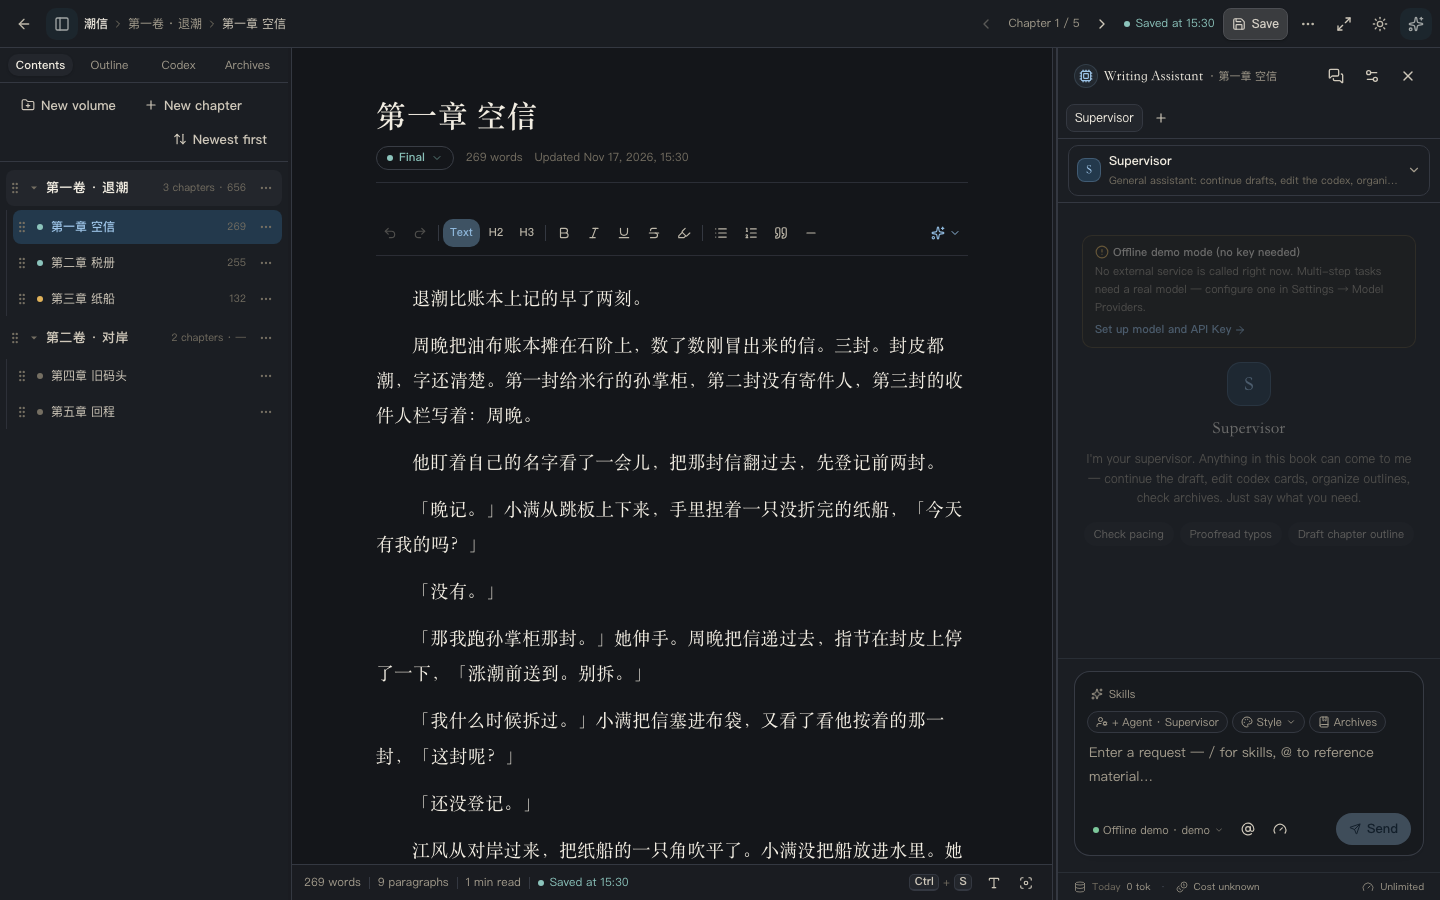 潮信 › 第一卷 · 退潮 › 第一章 空信
Chapter 1 / 5
Saved at 15:30
Save
Contents Outline Codex Archives
New volume New chapter
Newest first
第一卷 · 退潮 3 chapters · 656
第一章 空信 269
第二章 税册 255
第三章 纸船 132
第二卷 · 对岸 2 chapters · —
第四章 旧码头
第五章 回程
第一章 空信
Final 269 words Updated Nov 17, 2026, 15:30
Text H2 H3 B I U S
退潮比账本上记的早了两刻。
周晚把油布账本摊在石阶上，数了数刚冒出来的信。三封。封皮都
潮，字还清楚。第一封给米行的孙掌柜，第二封没有寄件人，第三封的收
件人栏写着：周晚。
他盯着自己的名字看了一会儿，把那封信翻过去，先登记前两封。
「晚记。」小满从跳板上下来，手里捏着一只没折完的纸船，「今天
有我的吗？」
「没有。」
「那我跑孙掌柜那封。」她伸手。周晚把信递过去，指节在封皮上停
了一下，「涨潮前送到。别拆。」
「我什么时候拆过。」小满把信塞进布袋，又看了看他按着的那一
封，「这封呢？」
「还没登记。」
江风从对岸过来，把纸船的一只角吹平了。小满没把船放进水里。她
269 words 9 paragraphs 1 min read Saved at 15:30
Ctrl + S
Writing Assistant · 第一章 空信
Supervisor
S
Supervisor
General assistant: continue drafts, edit the codex, organi...
Offline demo mode (no key needed)
No external service is called right now. Multi-step tasks
need a real model — configure one in Settings → Model
Providers.
Set up model and API Key →
S
Supervisor
I'm your supervisor. Anything in this book can come to me
— continue the draft, edit codex cards, organize outlines,
check archives. Just say what you need.
Check pacing Proofread typos Draft chapter outline
Skills
+ Agent · Supervisor Style Archives
Enter a request — / for skills, @ to reference
material...
Offline demo · demo
Send
Today 0 tok · Cost unknown Unlimited